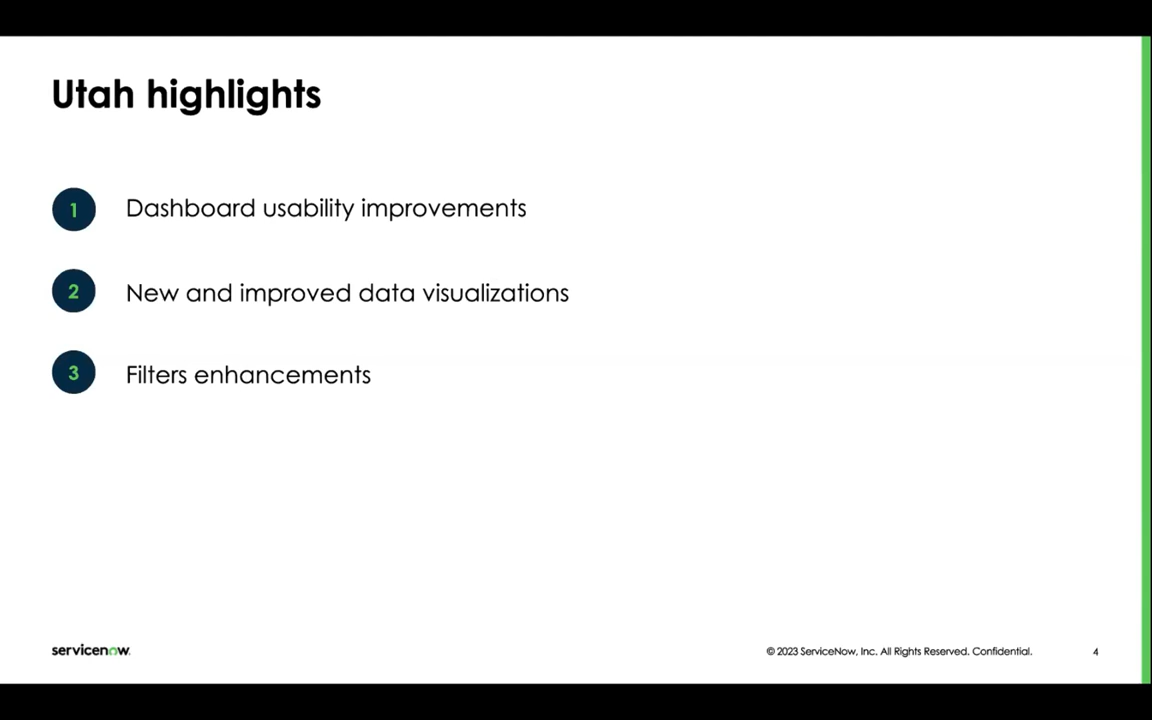 Utah highlights
1 Dashboard usability improvements
2 New and improved data visualizations
3 Filters enhancements
servicenow.
© 2023 ServiceNow, Inc. All Rights Reserved. Confidential. 4